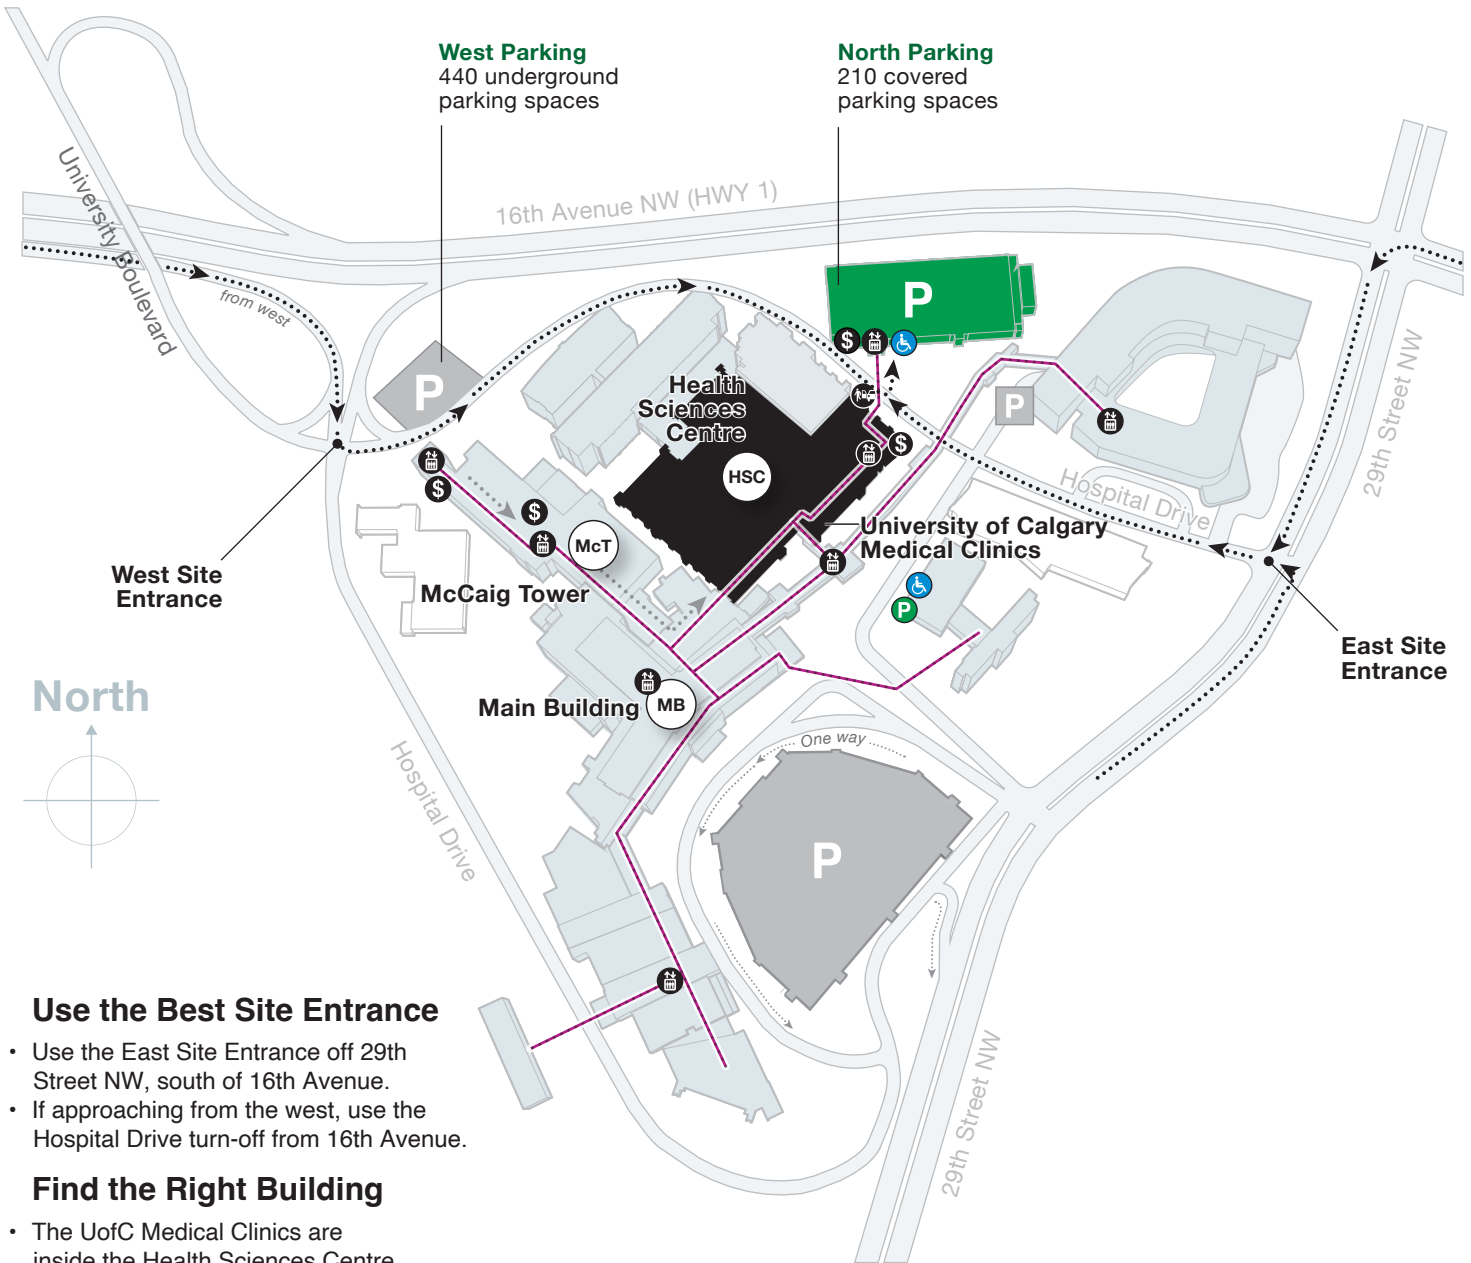 West Parking
440 underground
parking spaces
North Parking
210 covered
parking spaces
University Boulevard
16th Avenue NW (HWY 1)
from west
P
P
P
$
Health
Sciences
Centre
HSC
$
$
$
McT
McCaig Tower
University of Calgary
Medical Clinics
Hospital Drive
29th Street NW
West Site
Entrance
P
East Site
Entrance
North
Main Building
MB
One way
P
Hospital Drive
29th Street NW
Use the Best Site Entrance
• Use the East Site Entrance off 29th
Street NW, south of 16th Avenue.
• If approaching from the west, use the
Hospital Drive turn-off from 16th Avenue.
Find the Right Building
• The UofC Medical Clinics are
inside the Health Sciences Centre